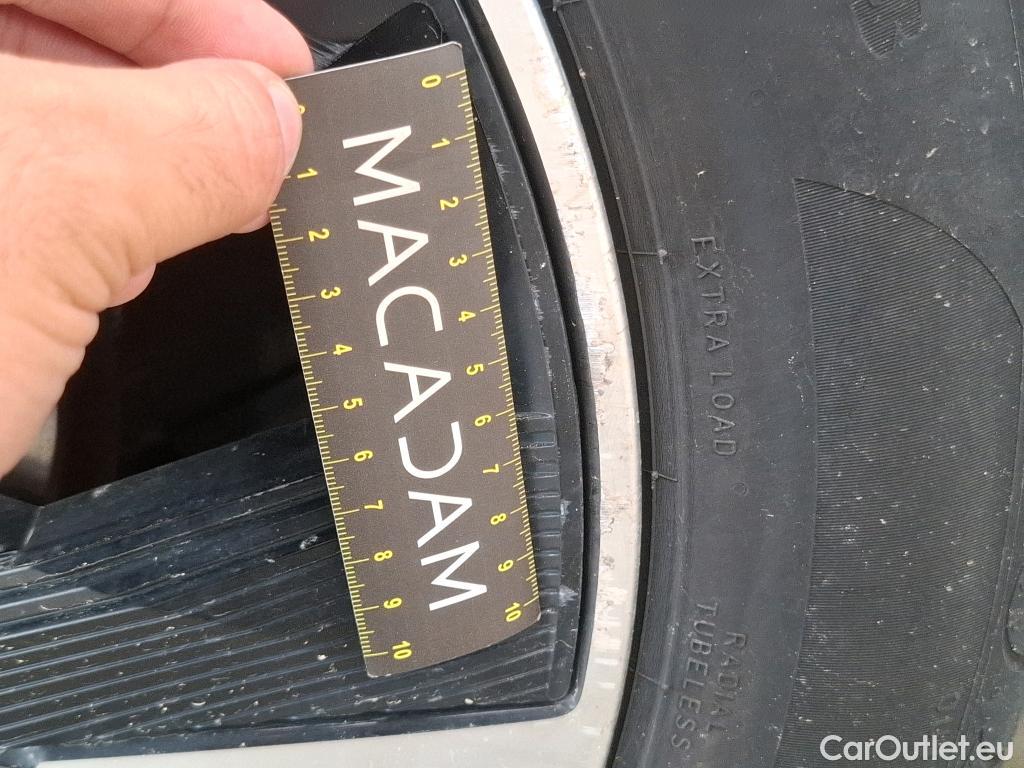 MACADAM
0 1 2 3 4 5 6 7 8 9 10
1 2 3 4 5 6 7 8 9 10
EXTRA LOAD
RADIAL
TUBELESS
CarOutlet.eu